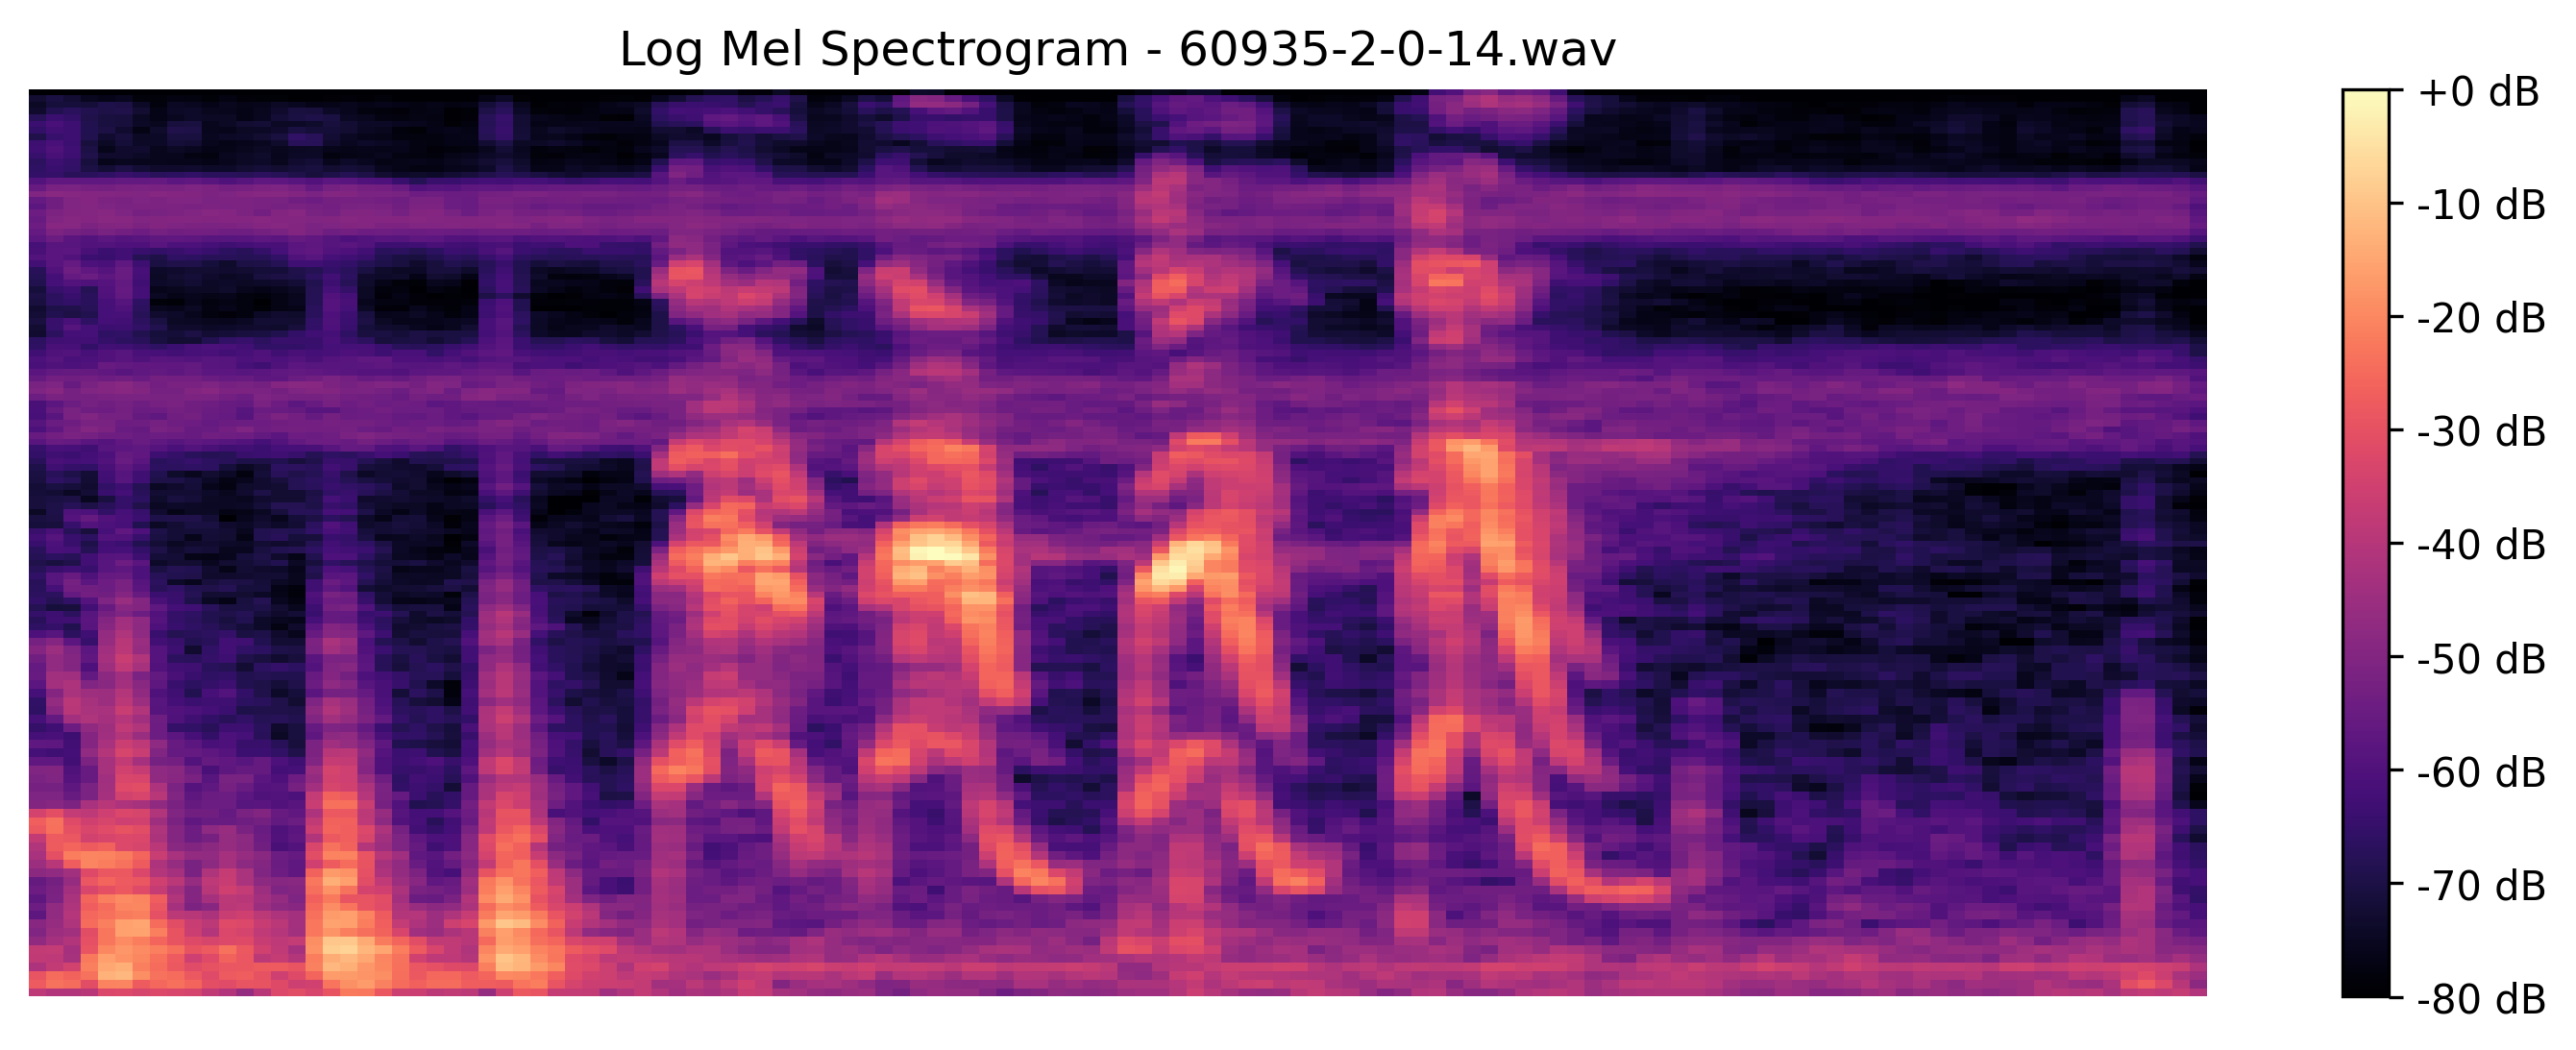 Log Mel Spectrogram - 60935-2-0-14.wav
+0 dB
-10 dB
-20 dB
-30 dB
-40 dB
-50 dB
-60 dB
-70 dB
-80 dB